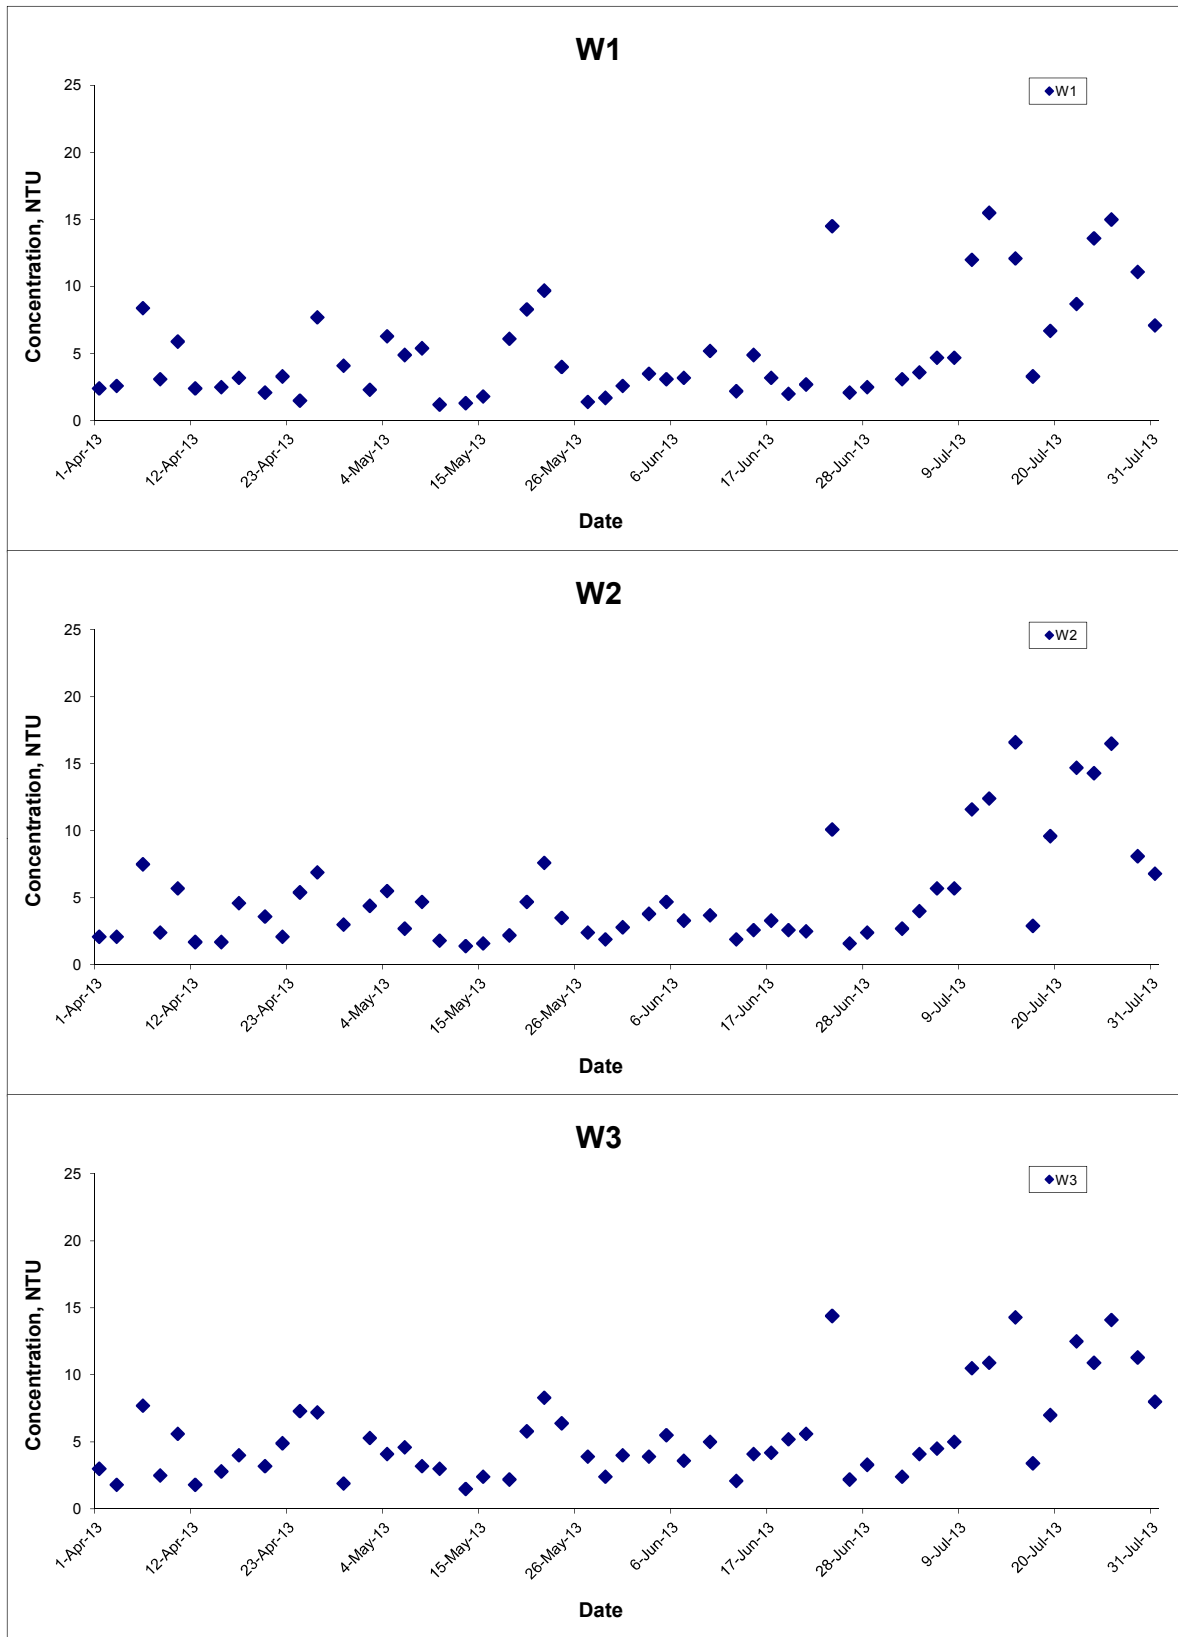 W1
W1
Concentration, NTU
25
20
15
10
5
0
1-Apr-13
12-Apr-13
23-Apr-13
4-May-13
15-May-13
26-May-13
6-Jun-13
17-Jun-13
28-Jun-13
9-Jul-13
20-Jul-13
31-Jul-13
Date
W2
W2
Concentration, NTU
25
20
15
10
5
0
1-Apr-13
12-Apr-13
23-Apr-13
4-May-13
15-May-13
26-May-13
6-Jun-13
17-Jun-13
28-Jun-13
9-Jul-13
20-Jul-13
31-Jul-13
Date
W3
W3
Concentration, NTU
25
20
15
10
5
0
1-Apr-13
12-Apr-13
23-Apr-13
4-May-13
15-May-13
26-May-13
6-Jun-13
17-Jun-13
28-Jun-13
9-Jul-13
20-Jul-13
31-Jul-13
Date